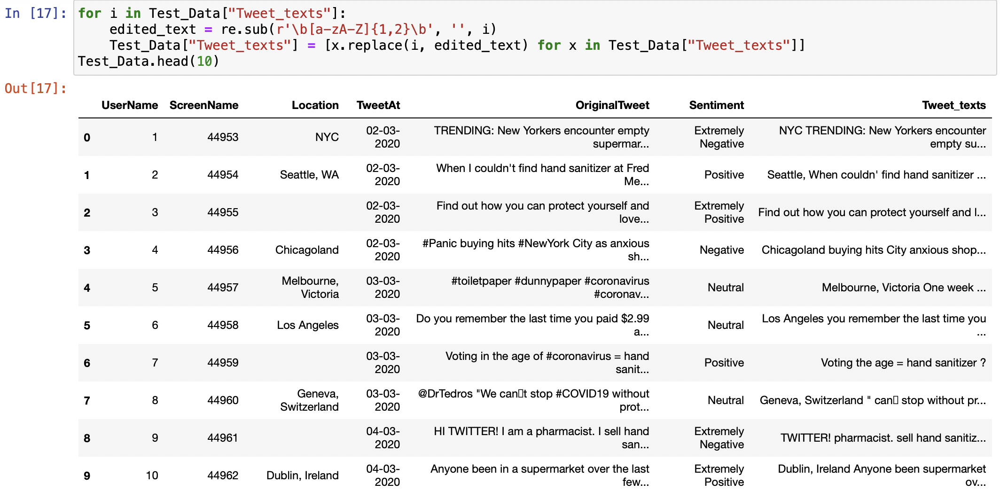 In [17]: for i in Test_Data["Tweet_texts"]:
    edited_text = re.sub(r'\b[a-zA-Z]{1,2}\b', '', i)
    Test_Data["Tweet_texts"] = [x.replace(i, edited_text) for x in Test_Data["Tweet_texts"]]
Test_Data.head(10)
Out[17]:
UserName ScreenName Location TweetAt OriginalTweet Sentiment Tweet_texts
0 1 44953 NYC 02-03-2020 TRENDING: New Yorkers encounter empty supermar... Extremely Negative NYC TRENDING: New Yorkers encounter empty su...
1 2 44954 Seattle, WA 02-03-2020 When I couldn't find hand sanitizer at Fred Me... Positive Seattle, When couldn' find hand sanitizer ...
2 3 44955 02-03-2020 Find out how you can protect yourself and love... Extremely Positive Find out how you can protect yourself and l...
3 4 44956 Chicagoland 02-03-2020 #Panic buying hits #NewYork City as anxious sh... Negative Chicagoland buying hits City anxious shop...
4 5 44957 Melbourne, Victoria 03-03-2020 #toiletpaper #dunnypaper #coronavirus #coronav... Neutral Melbourne, Victoria One week ...
5 6 44958 Los Angeles 03-03-2020 Do you remember the last time you paid $2.99 a... Neutral Los Angeles you remember the last time you ...
6 7 44959 03-03-2020 Voting in the age of #coronavirus = hand sanit... Positive Voting the age = hand sanitizer ?
7 8 44960 Geneva, Switzerland 03-03-2020 @DrTedros "We can▯t stop #COVID19 without prot... Neutral Geneva, Switzerland " can▯ stop without pr...
8 9 44961 04-03-2020 HI TWITTER! I am a pharmacist. I sell hand san... Extremely Negative TWITTER! pharmacist. sell hand sanitiz...
9 10 44962 Dublin, Ireland 04-03-2020 Anyone been in a supermarket over the last few... Extremely Positive Dublin, Ireland Anyone been supermarket ov...